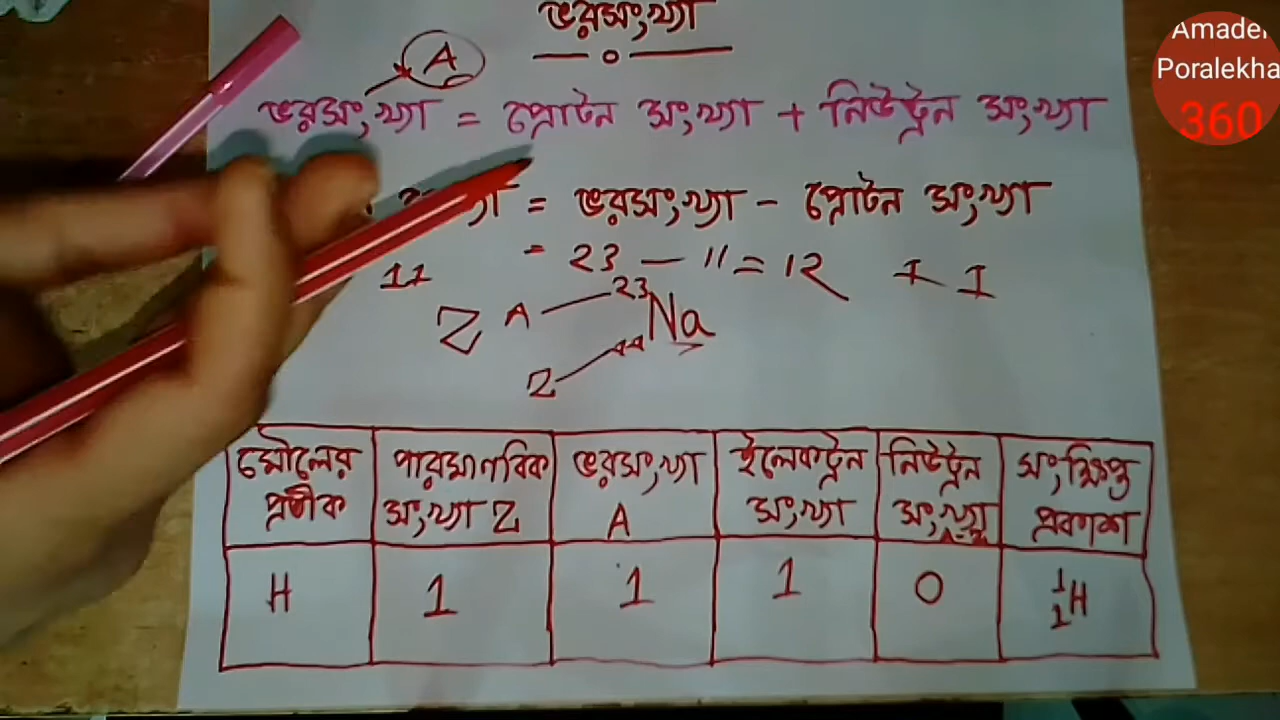 ভরসংখ্যা
Amader
Poralekha
360
A
ভরসংখ্যা = প্রোটন সংখ্যা + নিউট্রন সংখ্যা
= ভরসংখ্যা - প্রোটন সংখ্যা
11 = 23 - 11 = 12
Z A 23 Na
Z 11
মৌলের প্রতীক পারমাণবিক সংখ্যা Z ভরসংখ্যা A ইলেকট্রন সংখ্যা নিউট্রন সংখ্যা সংক্ষিপ্ত প্রকাশ
H 1 1 1 0 1 1 H